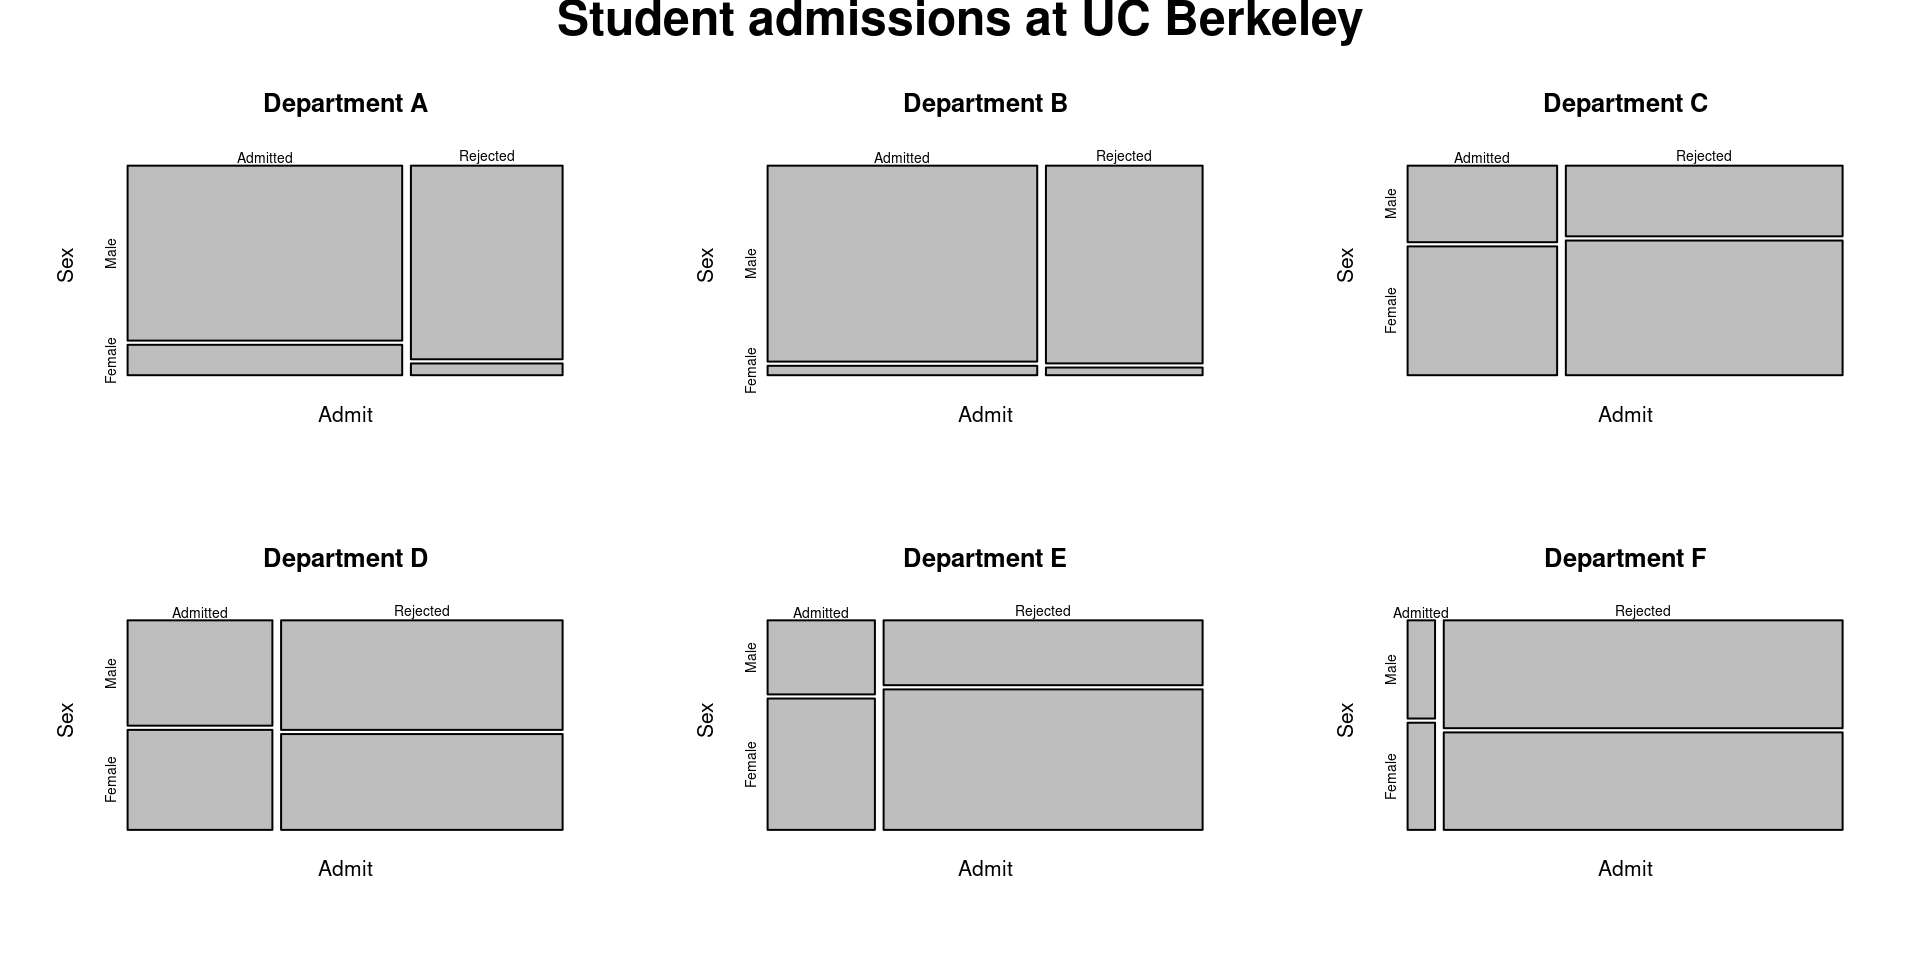 Student admissions at UC Berkeley
Department A
Admitted
Rejected
Male
Female
Sex
Admit
Department B
Admitted
Rejected
Male
Female
Sex
Admit
Department C
Admitted
Rejected
Male
Female
Sex
Admit
Department D
Admitted
Rejected
Male
Female
Sex
Admit
Department E
Admitted
Rejected
Male
Female
Sex
Admit
Department F
Admitted
Rejected
Male
Female
Sex
Admit